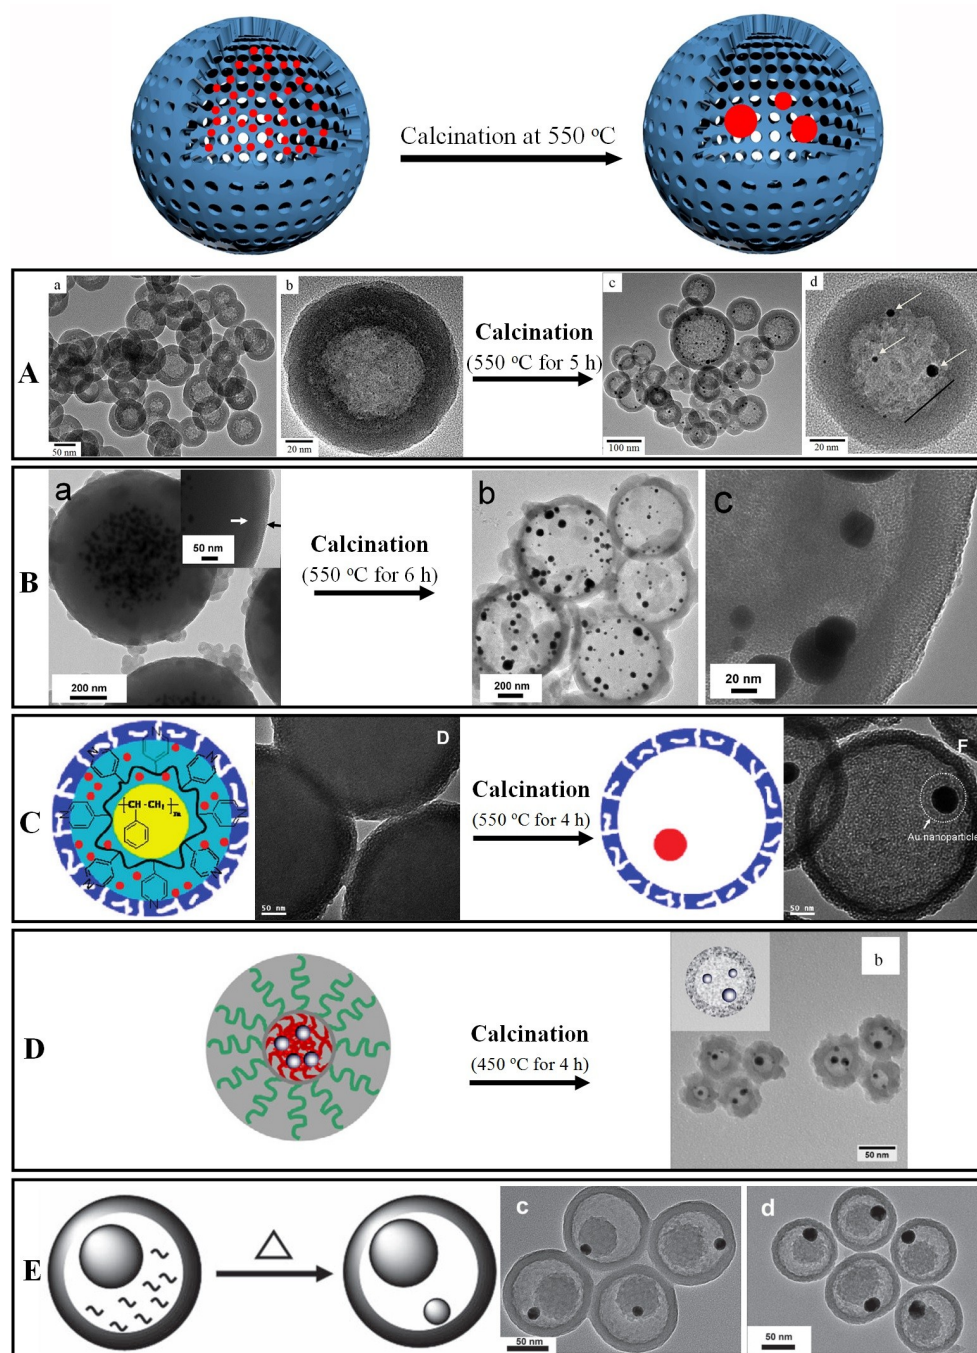 Calcination at 550 °C
A
a
50 nm
b
20 nm
Calcination
(550 °C for 5 h)
c
100 nm
d
20 nm
B
a
50 nm
200 nm
Calcination
(550 °C for 6 h)
b
200 nm
c
20 nm
C
N
N
N
N
N
N
N
N
CH-CH2
m
D
50 nm
Calcination
(550 °C for 4 h)
F
Au nanoparticle
50 nm
D
Calcination
(450 °C for 4 h)
b
50 nm
E
△
c
50 nm
d
50 nm